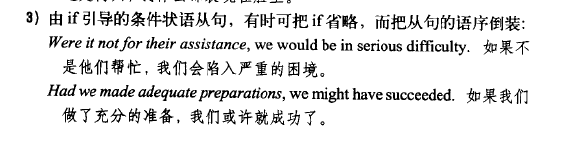 3) 由 if 引导的条件状语从句，有时可把 if 省略，而把从句的语序倒装：
Were it not for their assistance, we would be in serious difficulty. 如果不
是他们帮忙，我们会陷入严重的困境。
Had we made adequate preparations, we might have succeeded. 如果我们
做了充分的准备，我们或许就成功了。